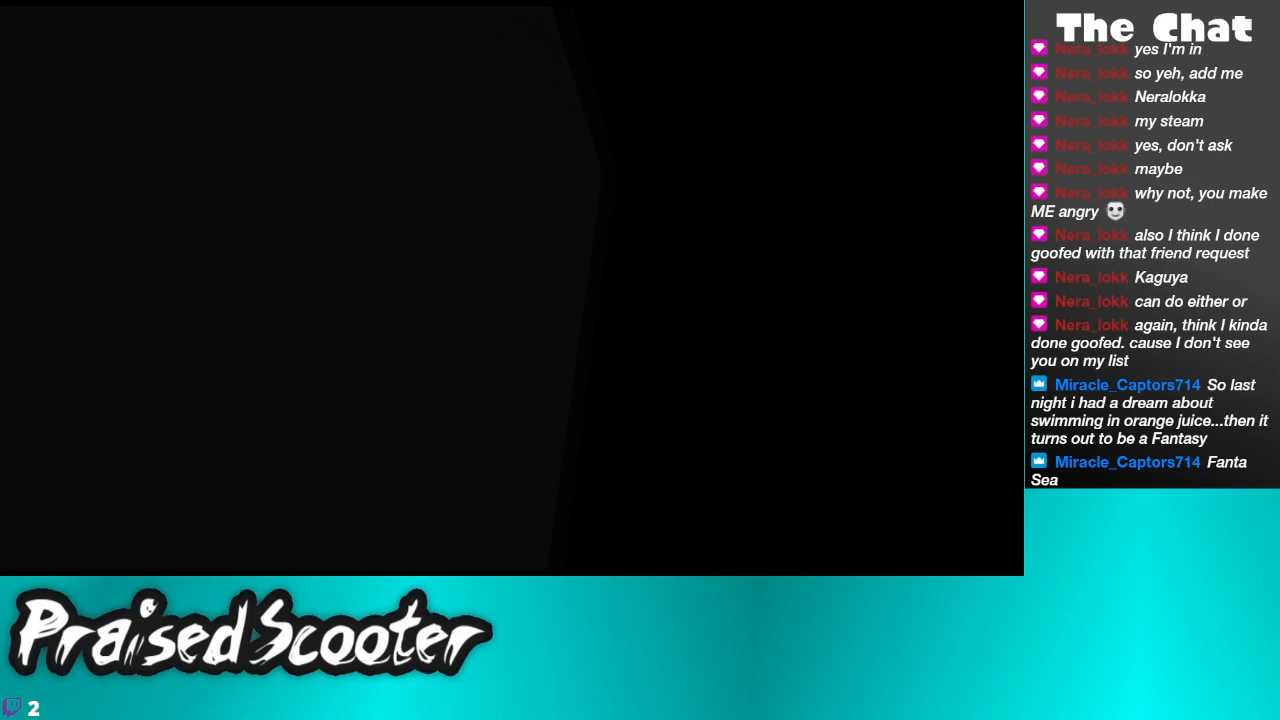 The Chat
Nera_lokk yes I'm in
Nera_lokk so yeh, add me
Nera_lokk Neralokka
Nera_lokk my steam
Nera_lokk yes, don't ask
Nera_lokk maybe
Nera_lokk why not, you make
ME angry
Nera_lokk also I think I done
goofed with that friend request
Nera_lokk Kaguya
Nera_lokk can do either or
Nera_lokk again, think I kinda
done goofed. cause I don't see
you on my list
Miracle_Captors714 So last
night i had a dream about
swimming in orange juice...then it
turns out to be a Fantasy
Miracle_Captors714 Fanta
Sea
PraisedScooter
2